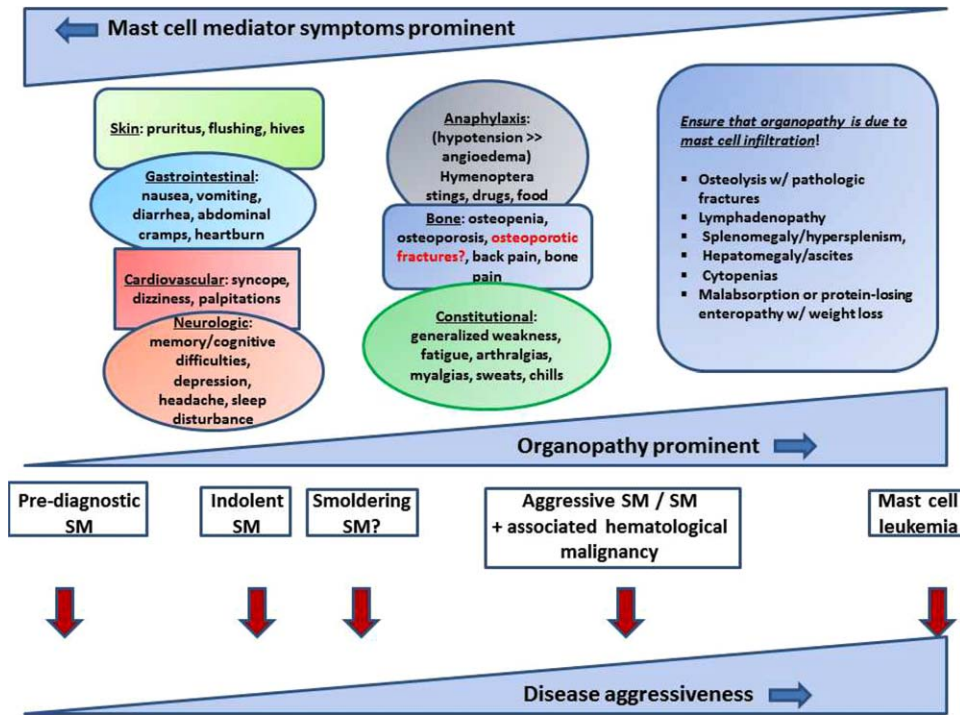 Mast cell mediator symptoms prominent
Skin: pruritus, flushing, hives
Gastrointestinal:
nausea, vomiting,
diarrhea, abdominal
cramps, heartburn
Cardiovascular: syncope,
dizziness, palpitations
Neurologic:
memory/cognitive
difficulties,
depression,
headache, sleep
disturbance
Anaphylaxis:
(hypotension >>
angioedema)
Hymenoptera
stings, drugs, food
Bone: osteopenia,
osteoporosis, osteoporotic
fractures?, back pain, bone
pain
Constitutional:
generalized weakness,
fatigue, arthralgias,
myalgias, sweats, chills
Ensure that organopathy is due to
mast cell infiltration!
▪ Osteolysis w/ pathologic
fractures
▪ Lymphadenopathy
▪ Splenomegaly/hypersplenism,
▪ Hepatomegaly/ascites
▪ Cytopenias
▪ Malabsorption or protein-losing
enteropathy w/ weight loss
Organopathy prominent
Pre-diagnostic
SM
Indolent
SM
Smoldering
SM?
Aggressive SM / SM
+ associated hematological
malignancy
Mast cell
leukemia
Disease aggressiveness